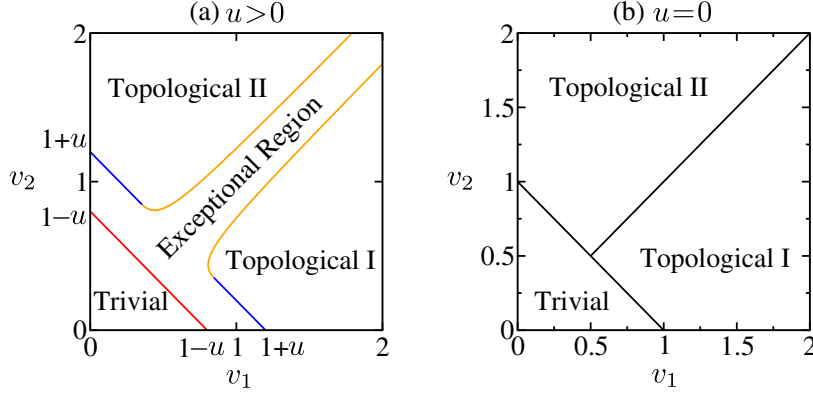 (a) u>0
2
Topological II
1+u
v₂
1
1−u
Exceptional Region
Topological I
Trivial
0
0
1−u
1
1+u
2
v₁
(b) u=0
2
Topological II
1.5
v₂
1
0.5
Topological I
Trivial
0
0
0.5
1
1.5
2
v₁